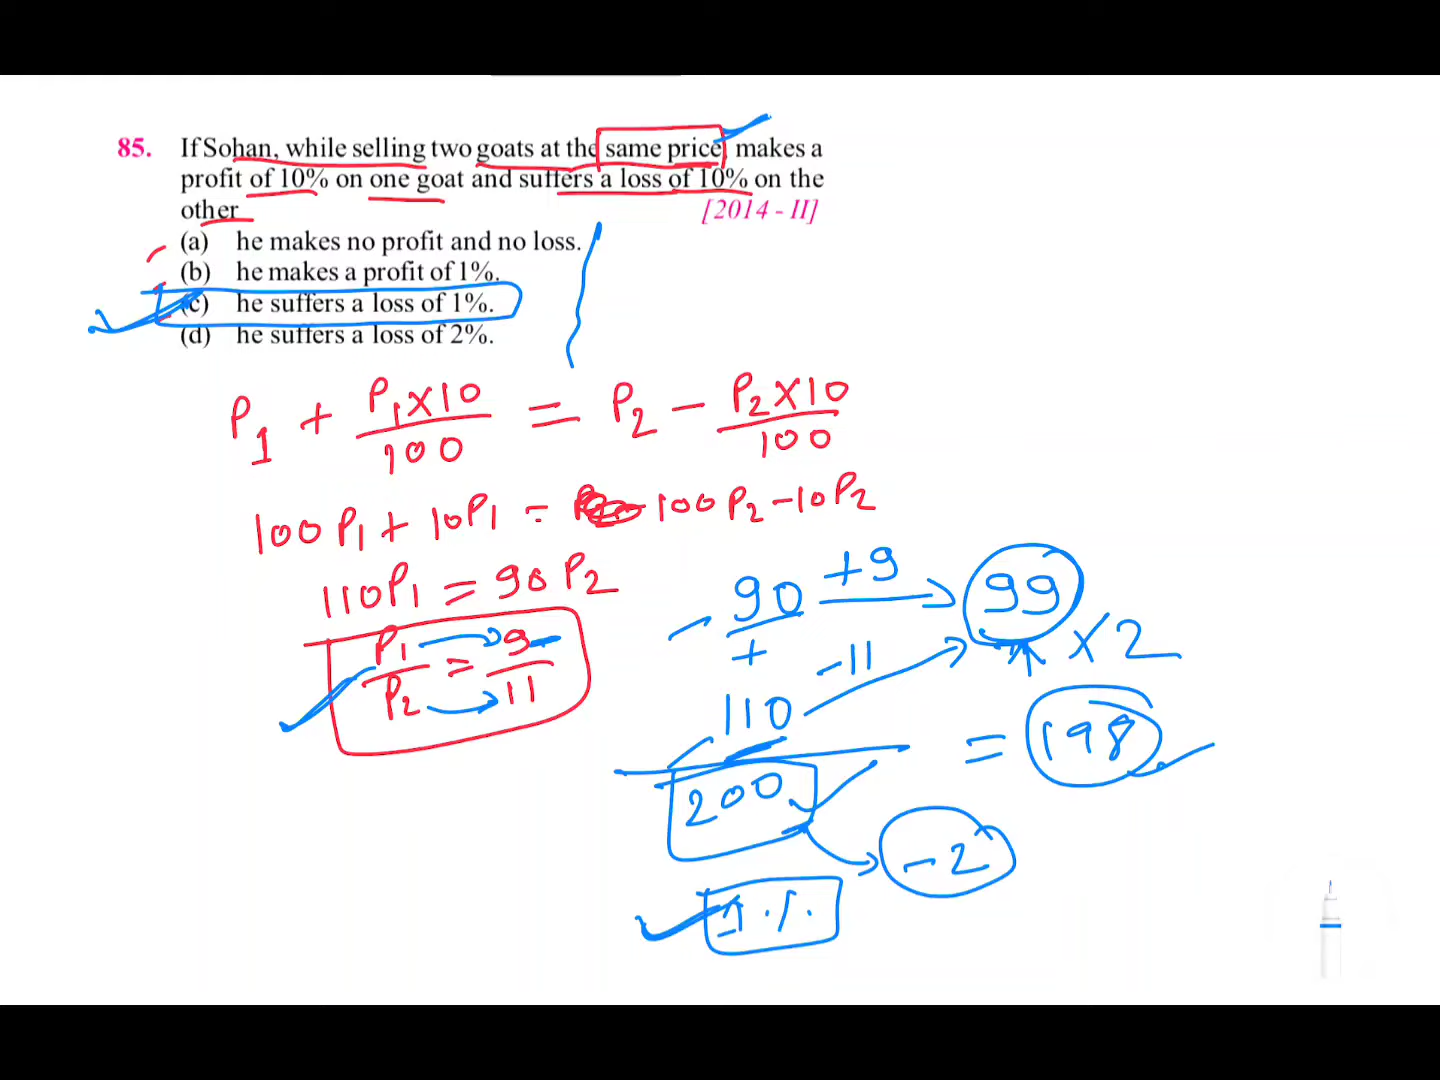 85. If Sohan, while selling two goats at the same price, makes a
profit of 10% on one goat and suffers a loss of 10% on the
other [2014 - II]
(a) he makes no profit and no loss.
(b) he makes a profit of 1%.
(c) he suffers a loss of 1%.
(d) he suffers a loss of 2%.
P1 + P1×10/100 = P2 - P2×10/100
100P1 + 10P1 = 100P2 - 10P2
110P1 = 90P2
P1/P2 = 9/11
90 +9 99
+ -11 × 2
110 = 198
200
-2
1%